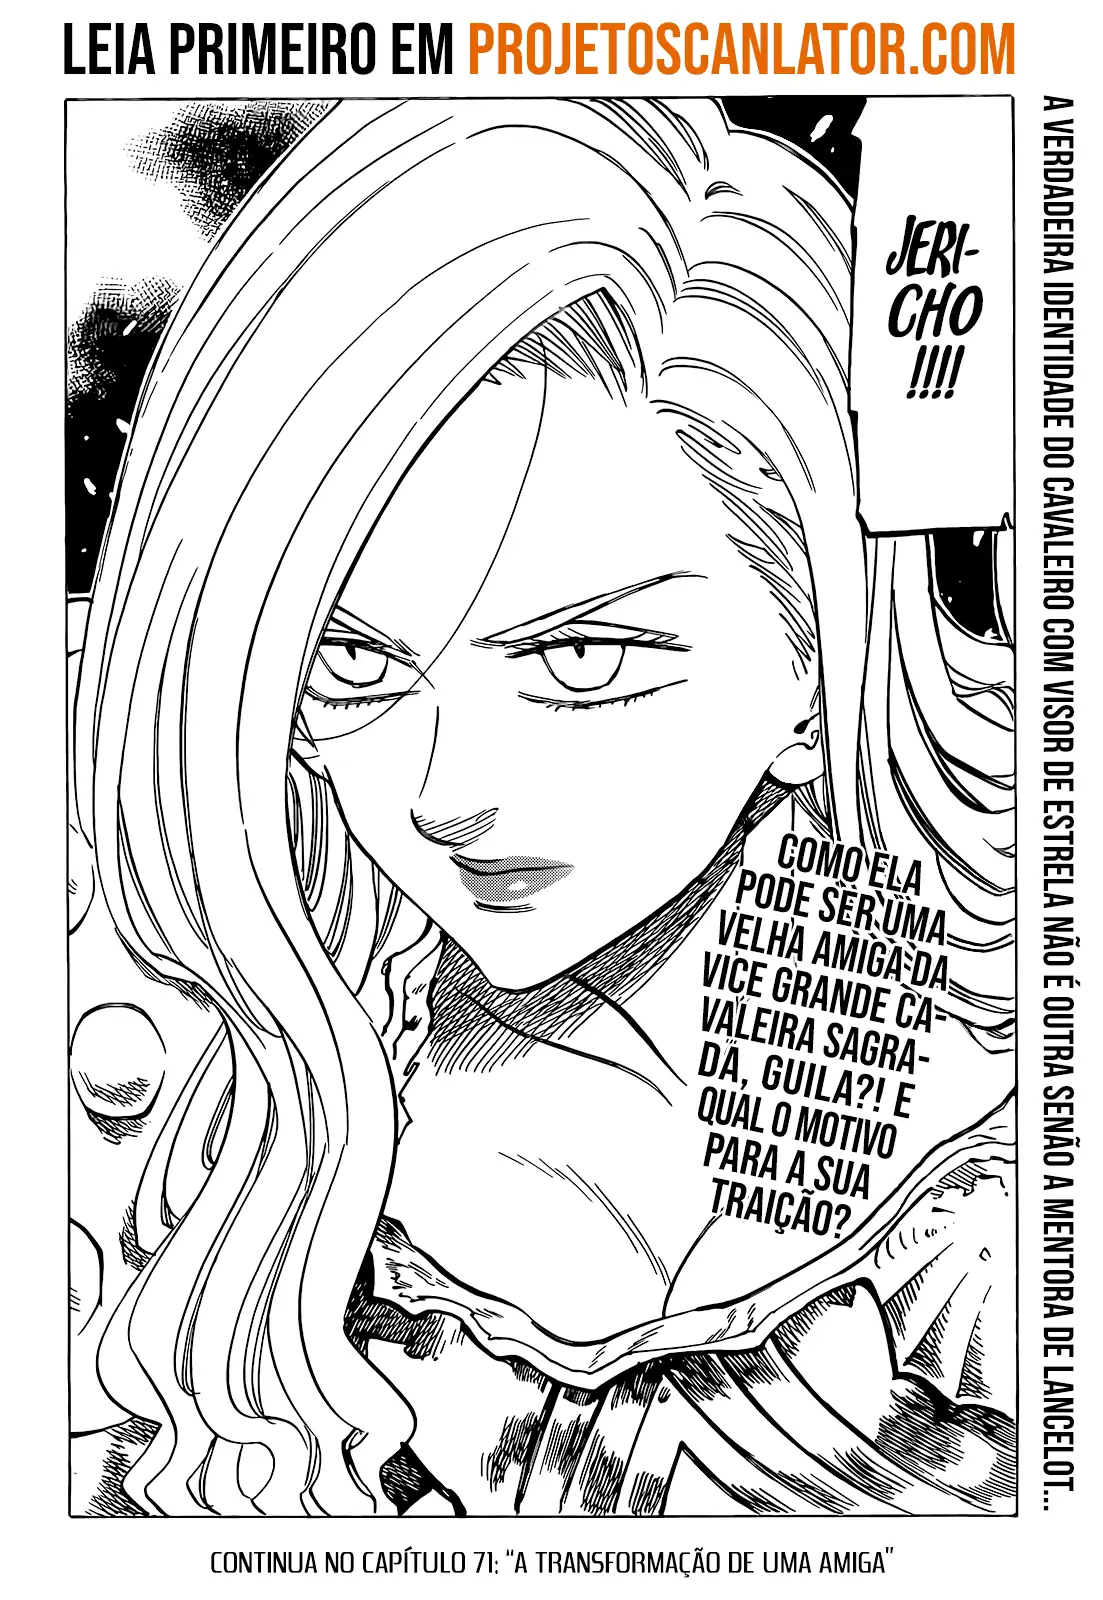 LEIA PRIMEIRO EM PROJETOSCANLATOR.COM
JERI-
CHO
!!!!
A VERDADEIRA IDENTIDADE DO CAVALEIRO COM VISOR DE ESTRELA NÃO É OUTRA SENÃO A MENTORA DE LANCELOT...
COMO ELA
PODE SER UMA
VELHA AMIGA DA
VICE GRANDE CA-
VALEIRA SAGRA-
DA, GUILA?! E
QUAL O MOTIVO
PARA A SUA
TRAIÇÃO?
CONTINUA NO CAPÍTULO 71: “A TRANSFORMAÇÃO DE UMA AMIGA”